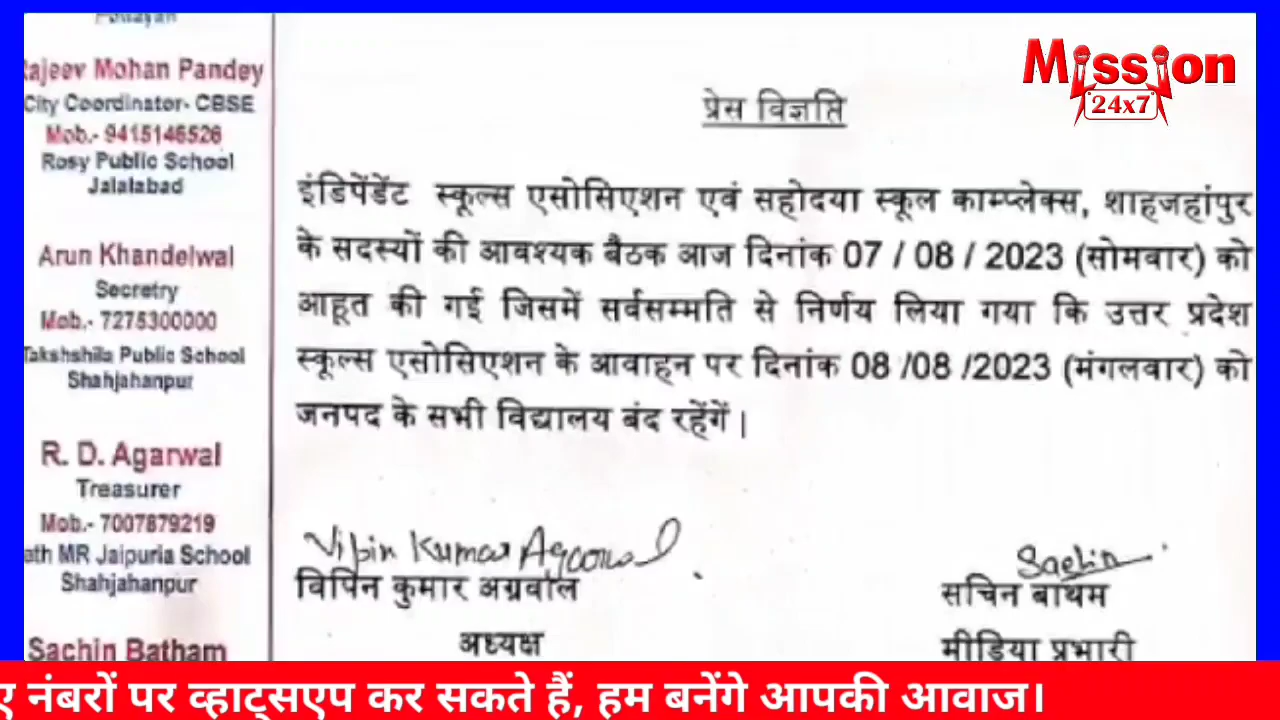 Powayan
Rajeev Mohan Pandey
City Coordinator- CBSE
Mob.- 9415146526
Rosy Public School
Jalalabad
Arun Khandelwal
Secretry
Mob.- 7275300000
Takshshila Public School
Shahjahanpur
R. D. Agarwal
Treasurer
Mob.- 7007879219
ath MR Jaipuria School
Shahjahanpur
Sachin Batham
Mission
24x7
प्रेस विज्ञप्ति
इंडिपेंडेंट स्कूल्स एसोसिएशन एवं सहोदया स्कूल काम्प्लेक्स, शाहजहांपुर
के सदस्यों की आवश्यक बैठक आज दिनांक 07 / 08 / 2023 (सोमवार) को
आहूत की गई जिसमें सर्वसम्मति से निर्णय लिया गया कि उत्तर प्रदेश
स्कूल्स एसोसिएशन के आवाहन पर दिनांक 08 /08 /2023 (मंगलवार) को
जनपद के सभी विद्यालय बंद रहेंगें।
Vipin Kumar Agarwal
विपिन कुमार अग्रवाल
अध्यक्ष
Sachin
सचिन बाथम
मीडिया प्रभारी
ए नंबरों पर व्हाट्सएप कर सकते हैं, हम बनेंगे आपकी आवाज।